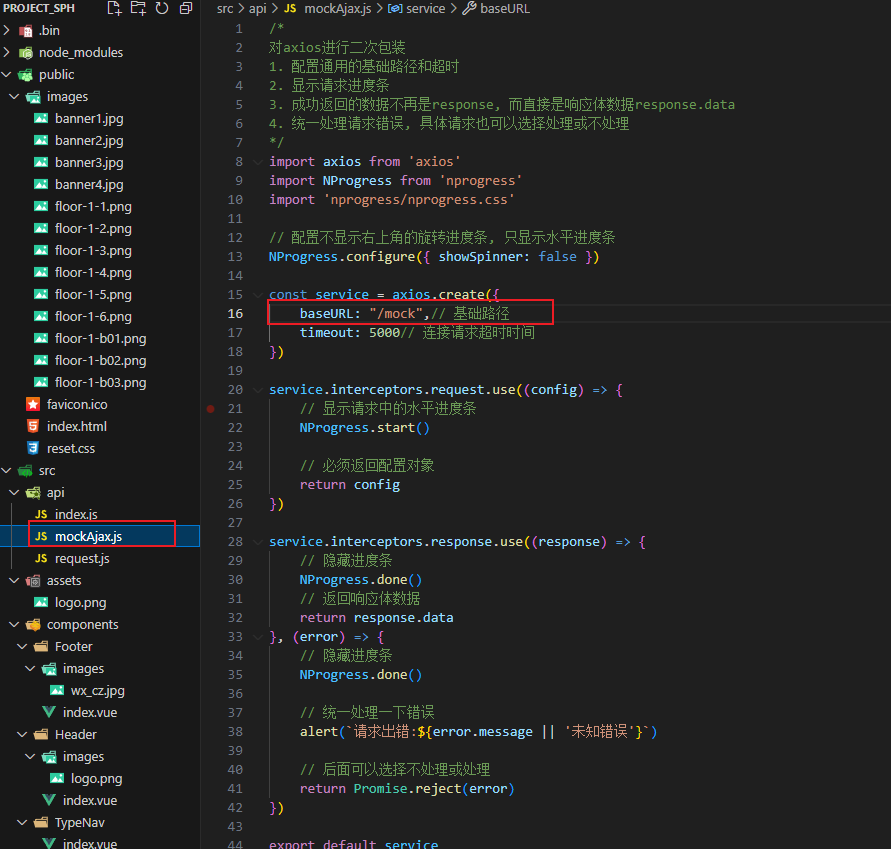 PROJECT_SPH
.bin
node_modules
public
images
banner1.jpg
banner2.jpg
banner3.jpg
banner4.jpg
floor-1-1.png
floor-1-2.png
floor-1-3.png
floor-1-4.png
floor-1-5.png
floor-1-6.png
floor-1-b01.png
floor-1-b02.png
floor-1-b03.png
favicon.ico
index.html
reset.css
src
api
JS index.js
JS mockAjax.js
JS request.js
assets
logo.png
components
Footer
images
wx_cz.jpg
index.vue
Header
images
logo.png
index.vue
TypeNav
index.vue
src > api > JS mockAjax.js > service > baseURL
1 /*
2 对axios进行二次包装
3 1. 配置通用的基础路径和超时
4 2. 显示请求进度条
5 3. 成功返回的数据不再是response, 而直接是响应体数据response.data
6 4. 统一处理请求错误, 具体请求也可以选择处理或不处理
7 */
8 import axios from 'axios'
9 import NProgress from 'nprogress'
10 import 'nprogress/nprogress.css'
11
12 // 配置不显示右上角的旋转进度条, 只显示水平进度条
13 NProgress.configure({ showSpinner: false })
14
15 const service = axios.create({
16 baseURL: "/mock",// 基础路径
17 timeout: 5000// 连接请求超时时间
18 })
19
20 service.interceptors.request.use((config) => {
21 // 显示请求中的水平进度条
22 NProgress.start()
23
24 // 必须返回配置对象
25 return config
26 })
27
28 service.interceptors.response.use((response) => {
29 // 隐藏进度条
30 NProgress.done()
31 // 返回响应体数据
32 return response.data
33 }, (error) => {
34 // 隐藏进度条
35 NProgress.done()
36
37 // 统一处理一下错误
38 alert(`请求出错:${error.message || '未知错误'}`)
39
40 // 后面可以选择不处理或处理
41 return Promise.reject(error)
42 })
43
44 export default service